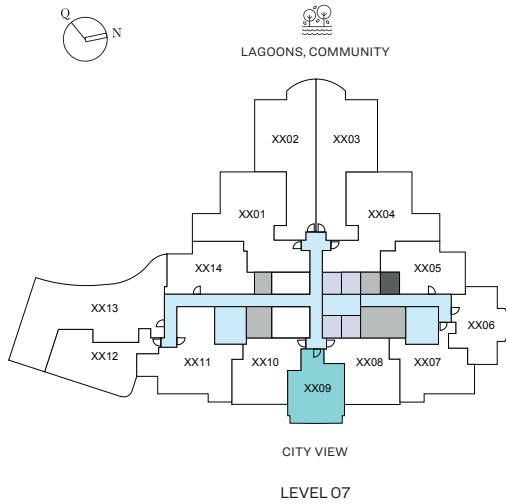 Q
N
LAGOONS, COMMUNITY
XX02
XX03
XX01
XX04
XX14
XX05
XX13
XX06
XX12
XX11
XX10
XX08
XX07
XX09
CITY VIEW
LEVEL 07